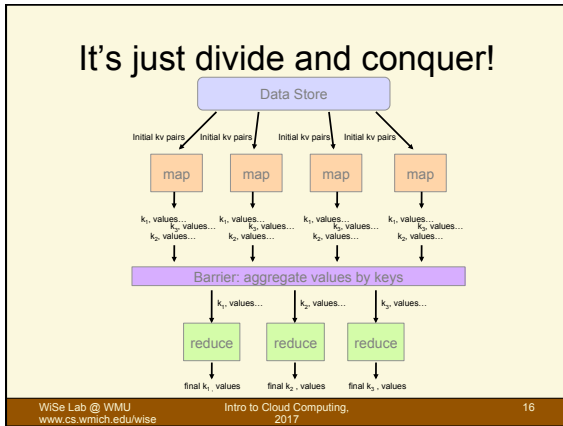 It's just divide and conquer!
Data Store
Initial kv pairs Initial kv pairs Initial kv pairs Initial kv pairs
map map map map
k₁, values… k₁, values… k₁, values… k₁, values…
k₃, values… k₃, values… k₃, values… k₃, values…
k₂, values… k₂, values… k₂, values… k₂, values…
Barrier: aggregate values by keys
k₁, values… k₂, values… k₃, values…
reduce reduce reduce
final k₁, values final k₂, values final k₃, values
WiSe Lab @ WMU
www.cs.wmich.edu/wise
Intro to Cloud Computing,
2017
16